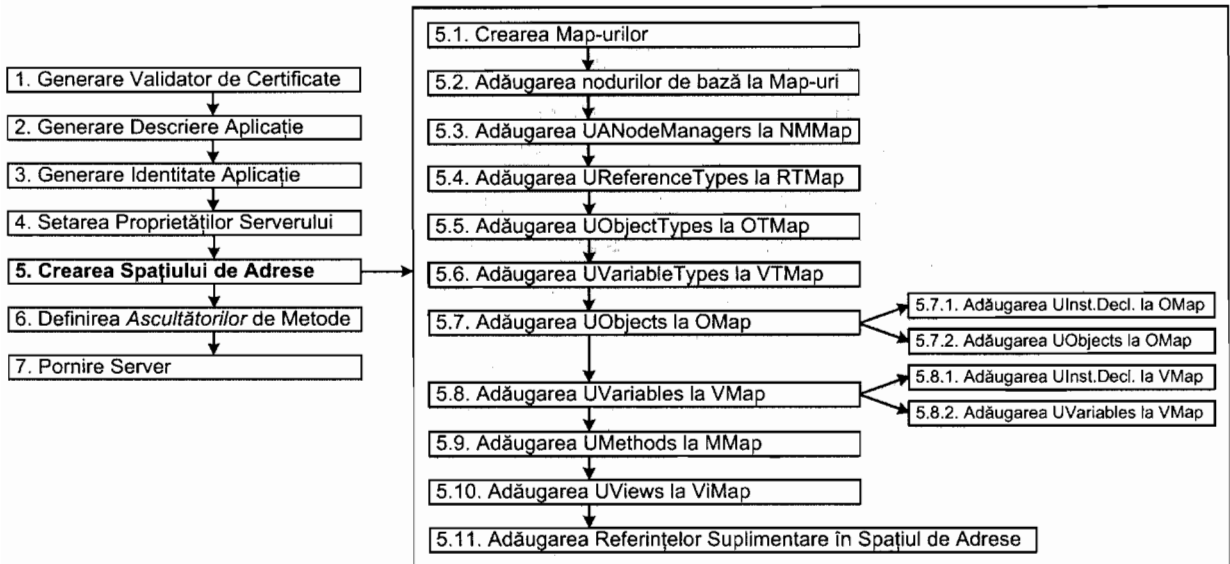 1. Generare Validator de Certificate
2. Generare Descriere Aplicație
3. Generare Identitate Aplicație
4. Setarea Proprietăților Serverului
5. Crearea Spațiului de Adrese
6. Definirea Ascultătorilor de Metode
7. Pornire Server
5.1. Crearea Map-urilor
5.2. Adăugarea nodurilor de bază la Map-uri
5.3. Adăugarea UANodeManagers la NMMap
5.4. Adăugarea UReferenceTypes la RTMap
5.5. Adăugarea UObjectTypes la OTMap
5.6. Adăugarea UVariableTypes la VTMap
5.7. Adăugarea UObjects la OMap
5.7.1. Adăugarea UInst.Decl. la OMap
5.7.2. Adăugarea UObjects la OMap
5.8. Adăugarea UVariables la VMap
5.8.1. Adăugarea UInst.Decl. la VMap
5.8.2. Adăugarea UVariables la VMap
5.9. Adăugarea UMethods la MMap
5.10. Adăugarea UViews la ViMap
5.11. Adăugarea Referințelor Suplimentare în Spațiul de Adrese